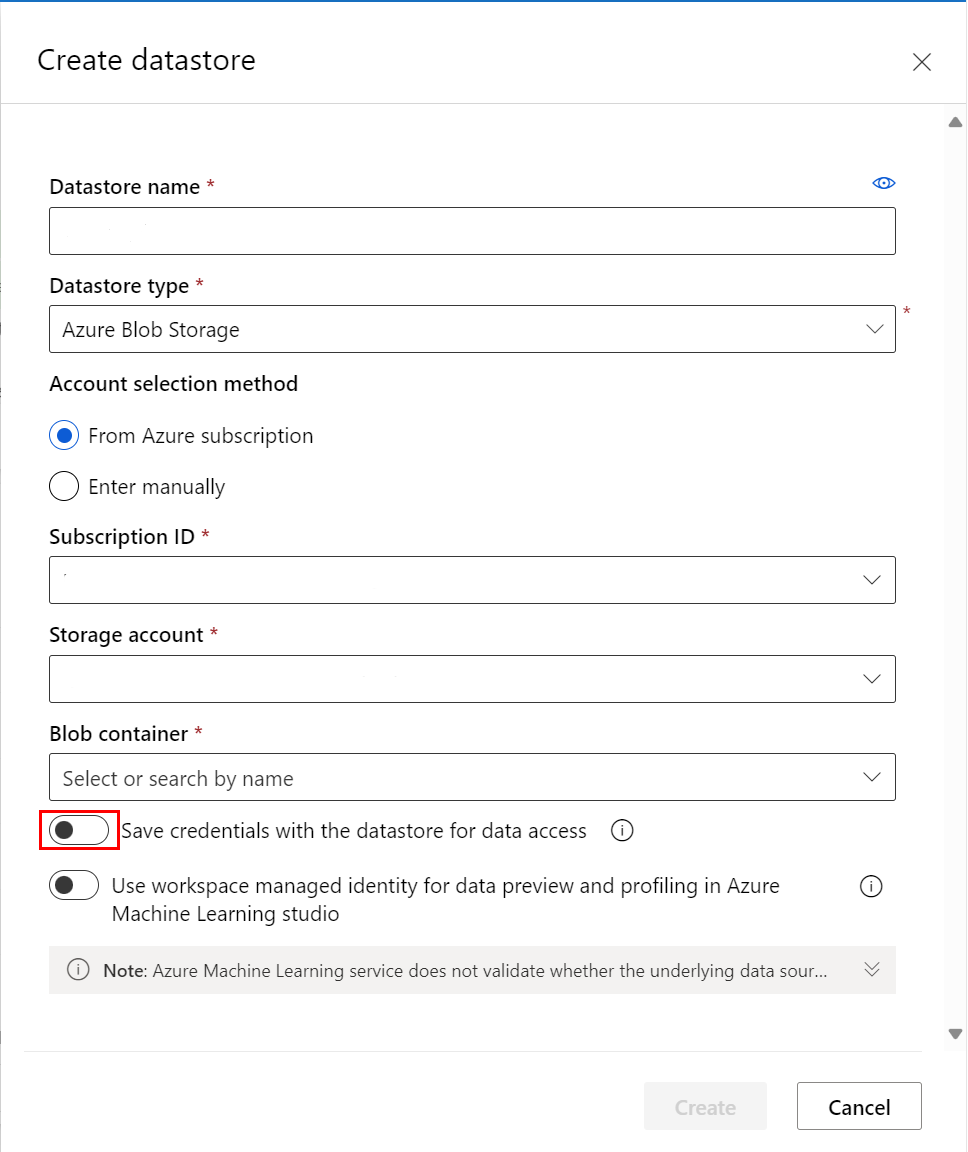 Create datastore
Datastore name *
Datastore type *
Azure Blob Storage
*
Account selection method
From Azure subscription
Enter manually
Subscription ID *
Storage account *
Blob container *
Select or search by name
Save credentials with the datastore for data access
Use workspace managed identity for data preview and profiling in Azure
Machine Learning studio
Note: Azure Machine Learning service does not validate whether the underlying data sour...
Create
Cancel